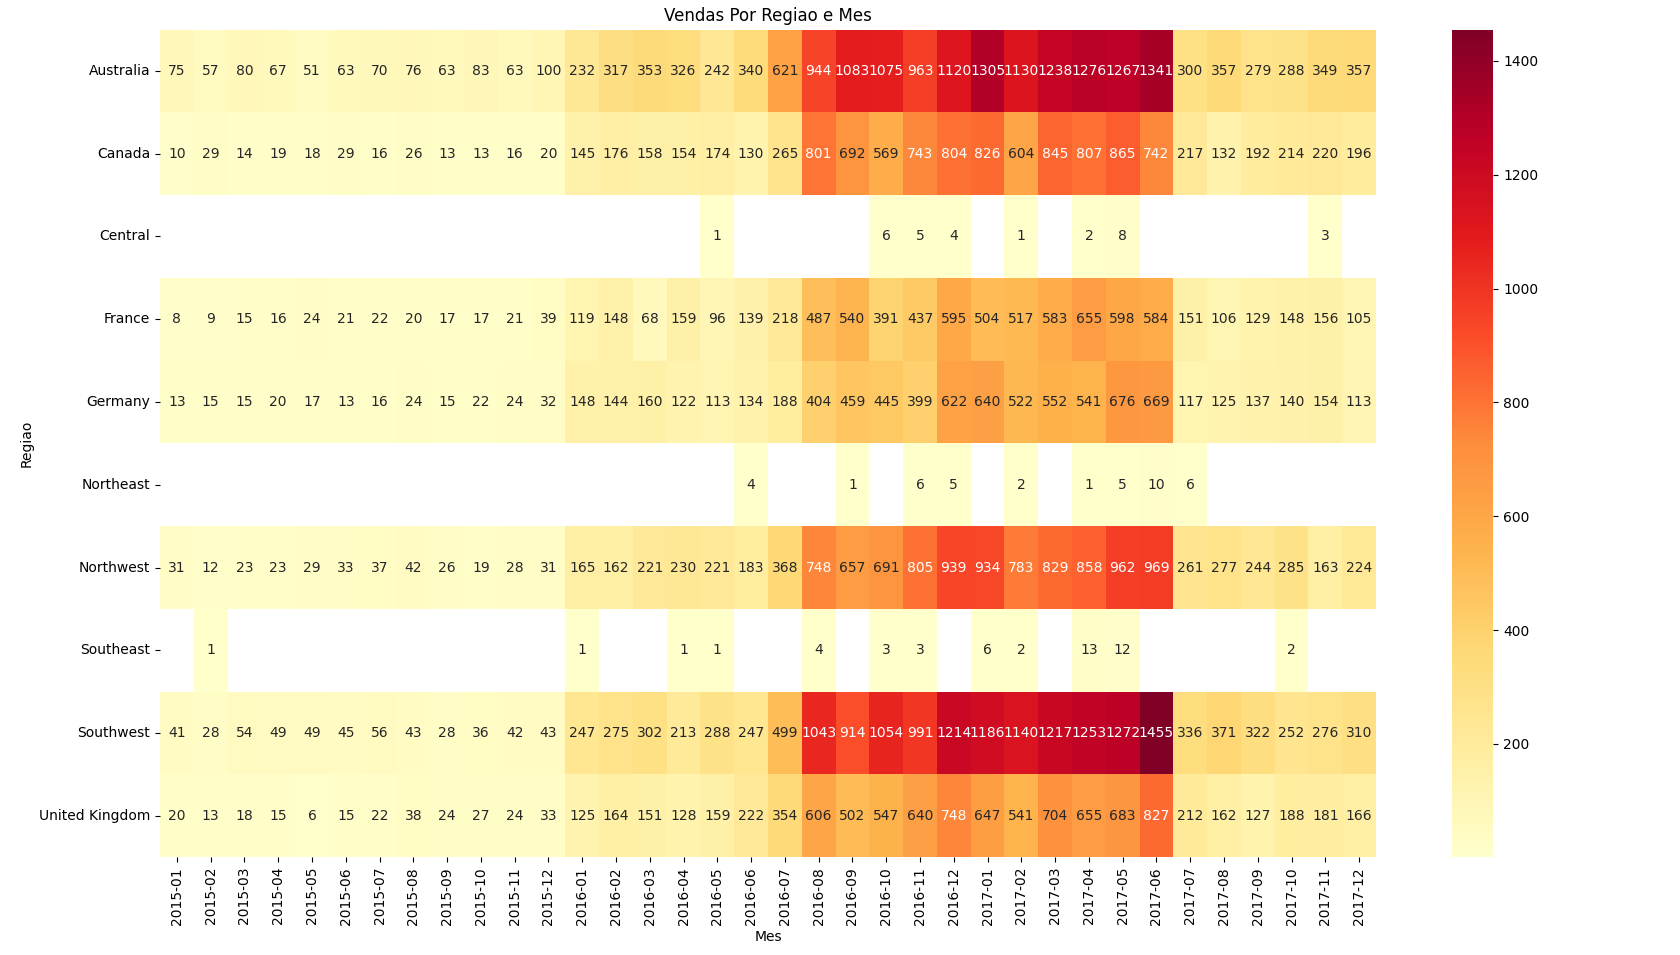 Vendas Por Regiao e Mes
Australia 75 57 80 67 51 63 70 76 63 83 63 100 232 317 353 326 242 340 621 944 1083 1075 963 1120 1305 1130 1238 1276 1267 1341 300 357 279 288 349 357
Canada 10 29 14 19 18 29 16 26 13 13 16 20 145 176 158 154 174 130 265 801 692 569 743 804 826 604 845 807 865 742 217 132 192 214 220 196
Central 1 6 5 4 1 2 8 3
France 8 9 15 16 24 21 22 20 17 17 21 39 119 148 68 159 96 139 218 487 540 391 437 595 504 517 583 655 598 584 151 106 129 148 156 105
Germany 13 15 15 20 17 13 16 24 15 22 24 32 148 144 160 122 113 134 188 404 459 445 399 622 640 522 552 541 676 669 117 125 137 140 154 113
Northeast 4 1 6 5 2 1 5 10 6
Northwest 31 12 23 23 29 33 37 42 26 19 28 31 165 162 221 230 221 183 368 748 657 691 805 939 934 783 829 858 962 969 261 277 244 285 163 224
Southeast 1 1 1 1 4 3 3 6 2 13 12 2
Southwest 41 28 54 49 49 45 56 43 28 36 42 43 247 275 302 213 288 247 499 1043 914 1054 991 1214 1186 1140 1217 1253 1272 1455 336 371 322 252 276 310
United Kingdom 20 13 18 15 6 15 22 38 24 27 24 33 125 164 151 128 159 222 354 606 502 547 640 748 647 541 704 655 683 827 212 162 127 188 181 166
Regiao
2015-01 2015-02 2015-03 2015-04 2015-05 2015-06 2015-07 2015-08 2015-09 2015-10 2015-11 2015-12 2016-01 2016-02 2016-03 2016-04 2016-05 2016-06 2016-07 2016-08 2016-09 2016-10 2016-11 2016-12 2017-01 2017-02 2017-03 2017-04 2017-05 2017-06 2017-07 2017-08 2017-09 2017-10 2017-11 2017-12
Mes
1400
1200
1000
800
600
400
200